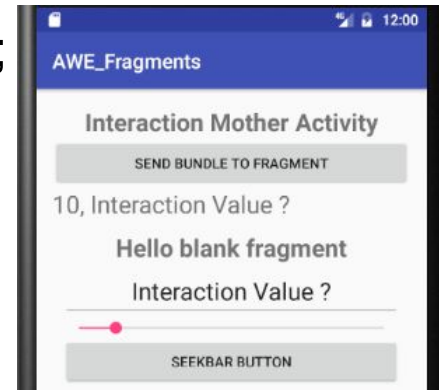 12:00
AWE_Fragments
Interaction Mother Activity
SEND BUNDLE TO FRAGMENT
10, Interaction Value ?
Hello blank fragment
Interaction Value ?
SEEKBAR BUTTON